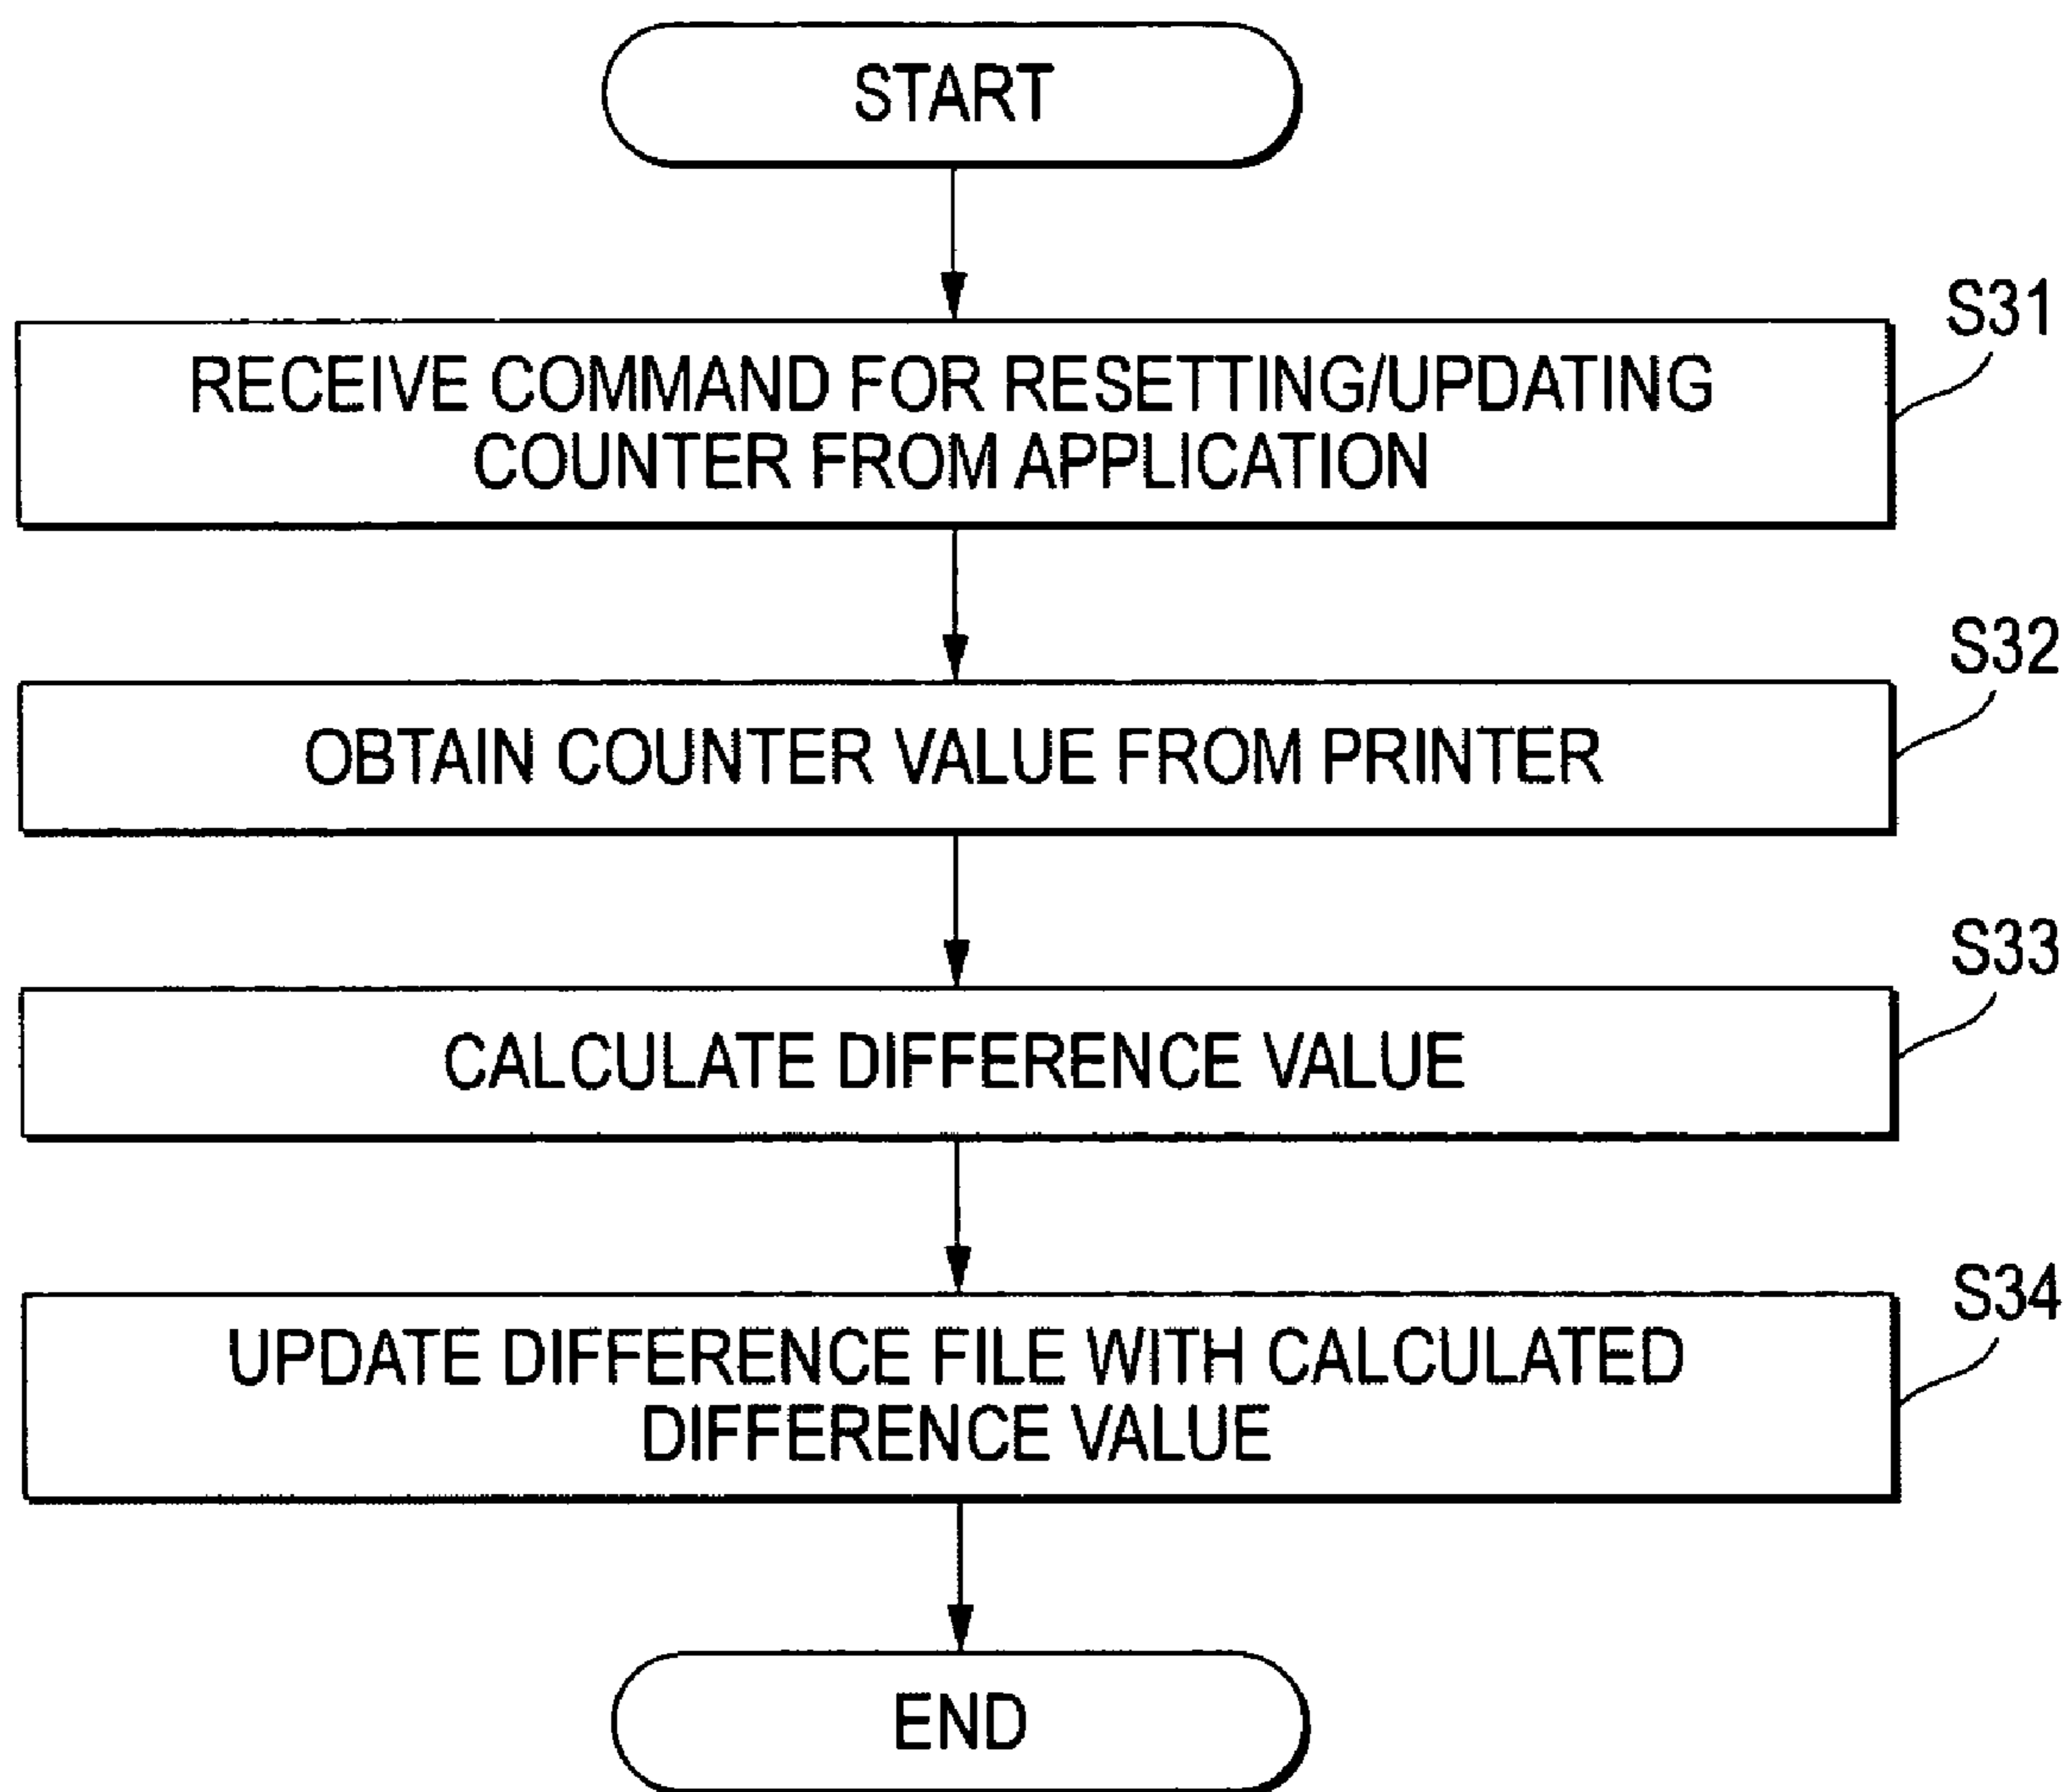 START
S31
RECEIVE COMMAND FOR RESETTING/UPDATING
COUNTER FROM APPLICATION
S32
OBTAIN COUNTER VALUE FROM PRINTER
S33
CALCULATE DIFFERENCE VALUE
S34
UPDATE DIFFERENCE FILE WITH CALCULATED
DIFFERENCE VALUE
END